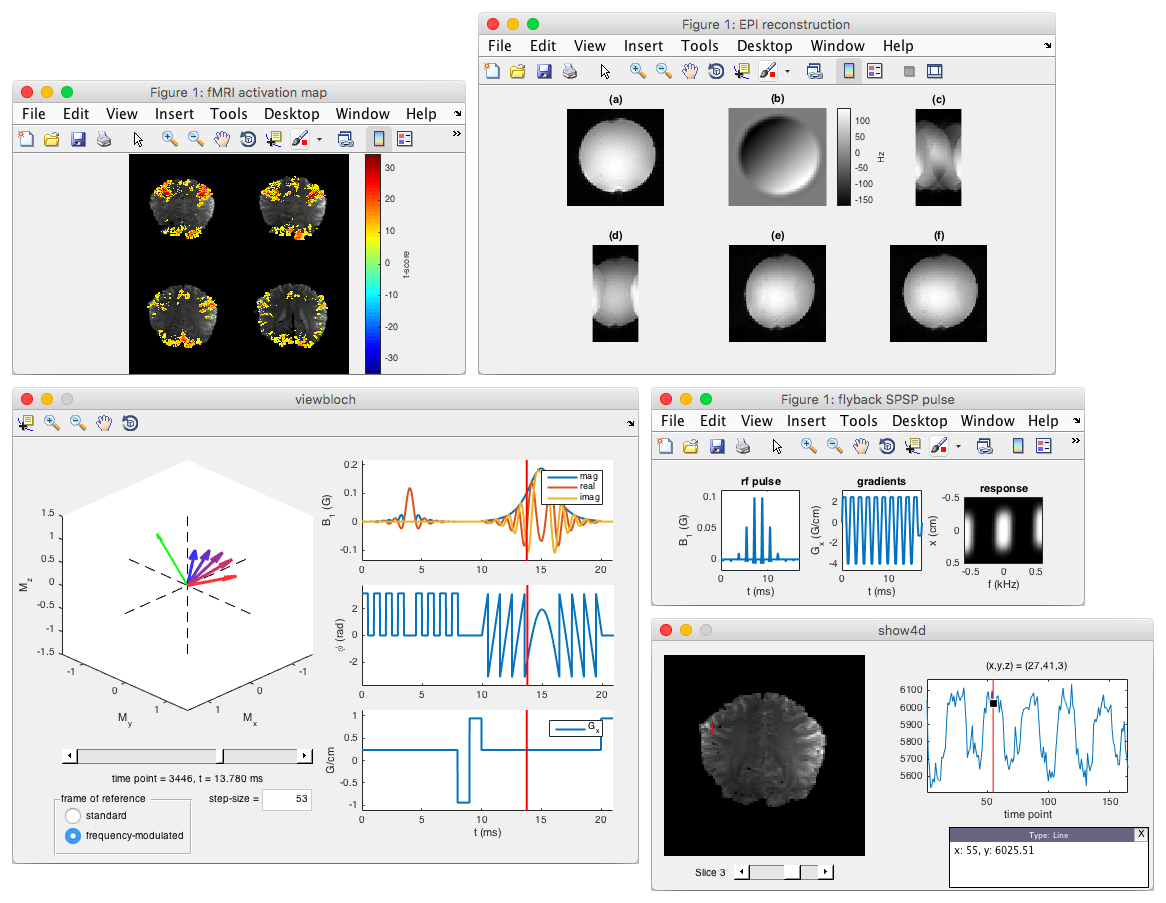 Figure 1: EPI reconstruction
File Edit View Insert Tools Desktop Window Help
(a)
(b)
(c)
100
50
0
-50
-100
-150
Hz
(d)
(e)
(f)
Figure 1: fMRI activation map
File Edit View Insert Tools Desktop Window Help
30
20
10
0
-10
-20
-30
t-score
viewbloch
1.5
1
0.5
0
-0.5
-1
-1.5
Mz
-1
0
1
My
-1
0
1
Mx
time point = 3446, t = 13.780 ms
frame of reference
standard
frequency-modulated
step-size = 53
0.2
0.1
0
-0.1
B1 (G)
mag
real
imag
0 5 10 15 20
2
0
-2
ϕ (rad)
0 5 10 15 20
1
0.5
0
-0.5
-1
G/cm
Gx
0 5 10 15 20
t (ms)
Figure 1: flyback SPSP pulse
File Edit View Insert Tools Desktop Window Help
rf pulse
0.1
0.05
0
B1 (G)
0 10
t (ms)
gradients
2
0
-2
-4
Gx (G/cm)
0 10
t (ms)
response
-0.5
0
0.5
x (cm)
-0.5 0 0.5
f (kHz)
show4d
Slice 3
(x,y,z) = (27,41,3)
6100
6000
5900
5800
5700
5600
50 100 150
time point
Type: Line X
x: 55, y: 6025.51